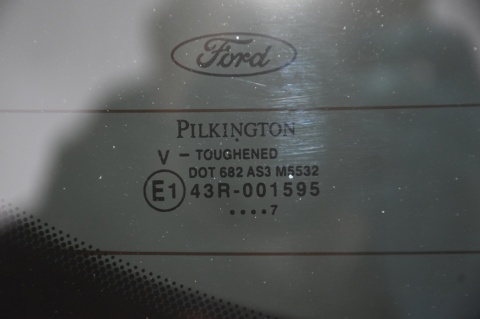 Ford
PILKINGTON
V - TOUGHENED
DOT 682 AS3 M5532
E1 43R-001595
••••7